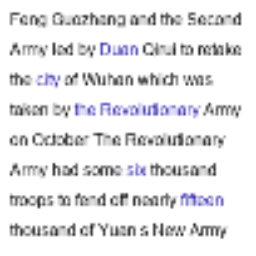 Feng Guozhang and the Second
Army led by Duan Qirui to retake
the city of Wuhan which was
taken by the Revolutionary Army
on October The Revolutionary
Army had some six thousand
troops to fend off nearly fifteen
thousand of Yuan s New Army